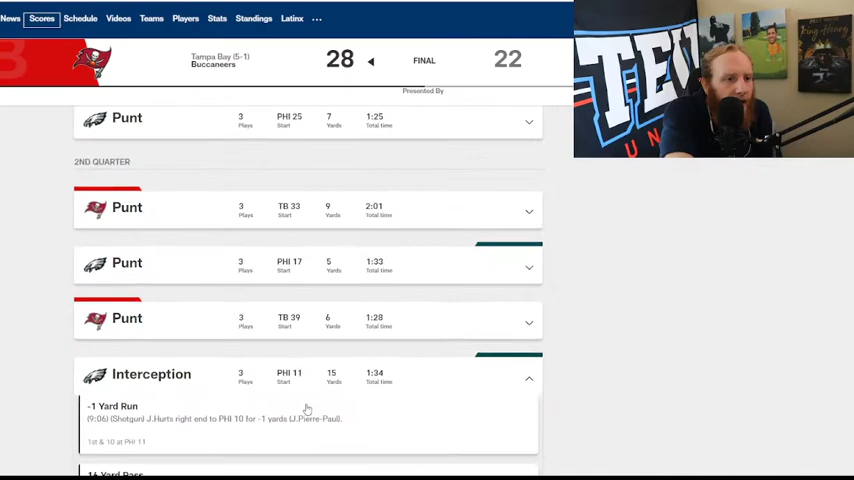 News Scores Schedule Videos Teams Players Stats Standings Latinx ...
Tampa Bay (5-1)
Buccaneers
28
FINAL
22
Presented By
Punt 3 PHI 25 7 1:25
Plays Start Yards Total time
2ND QUARTER
Punt 3 TB 33 9 2:01
Plays Start Yards Total time
Punt 3 PHI 17 5 1:33
Plays Start Yards Total time
Punt 3 TB 39 6 1:28
Plays Start Yards Total time
Interception 3 PHI 11 15 1:34
Plays Start Yards Total time
-1 Yard Run
(9:06) (Shotgun) J.Hurts right end to PHI 10 for -1 yards (J.Pierre-Paul).
1st & 10 at PHI 11
16 Yard Pass
King Henry